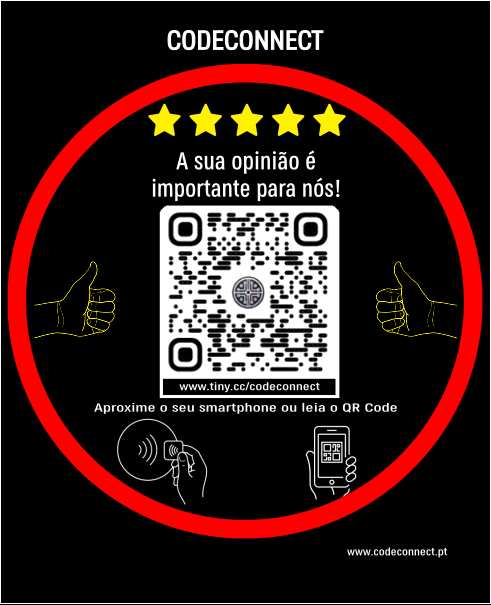 CODECONNECT
A sua opinião é
importante para nós!
www.tiny.cc/codeconnect
Aproxime o seu smartphone ou leia o QR Code
www.codeconnect.pt